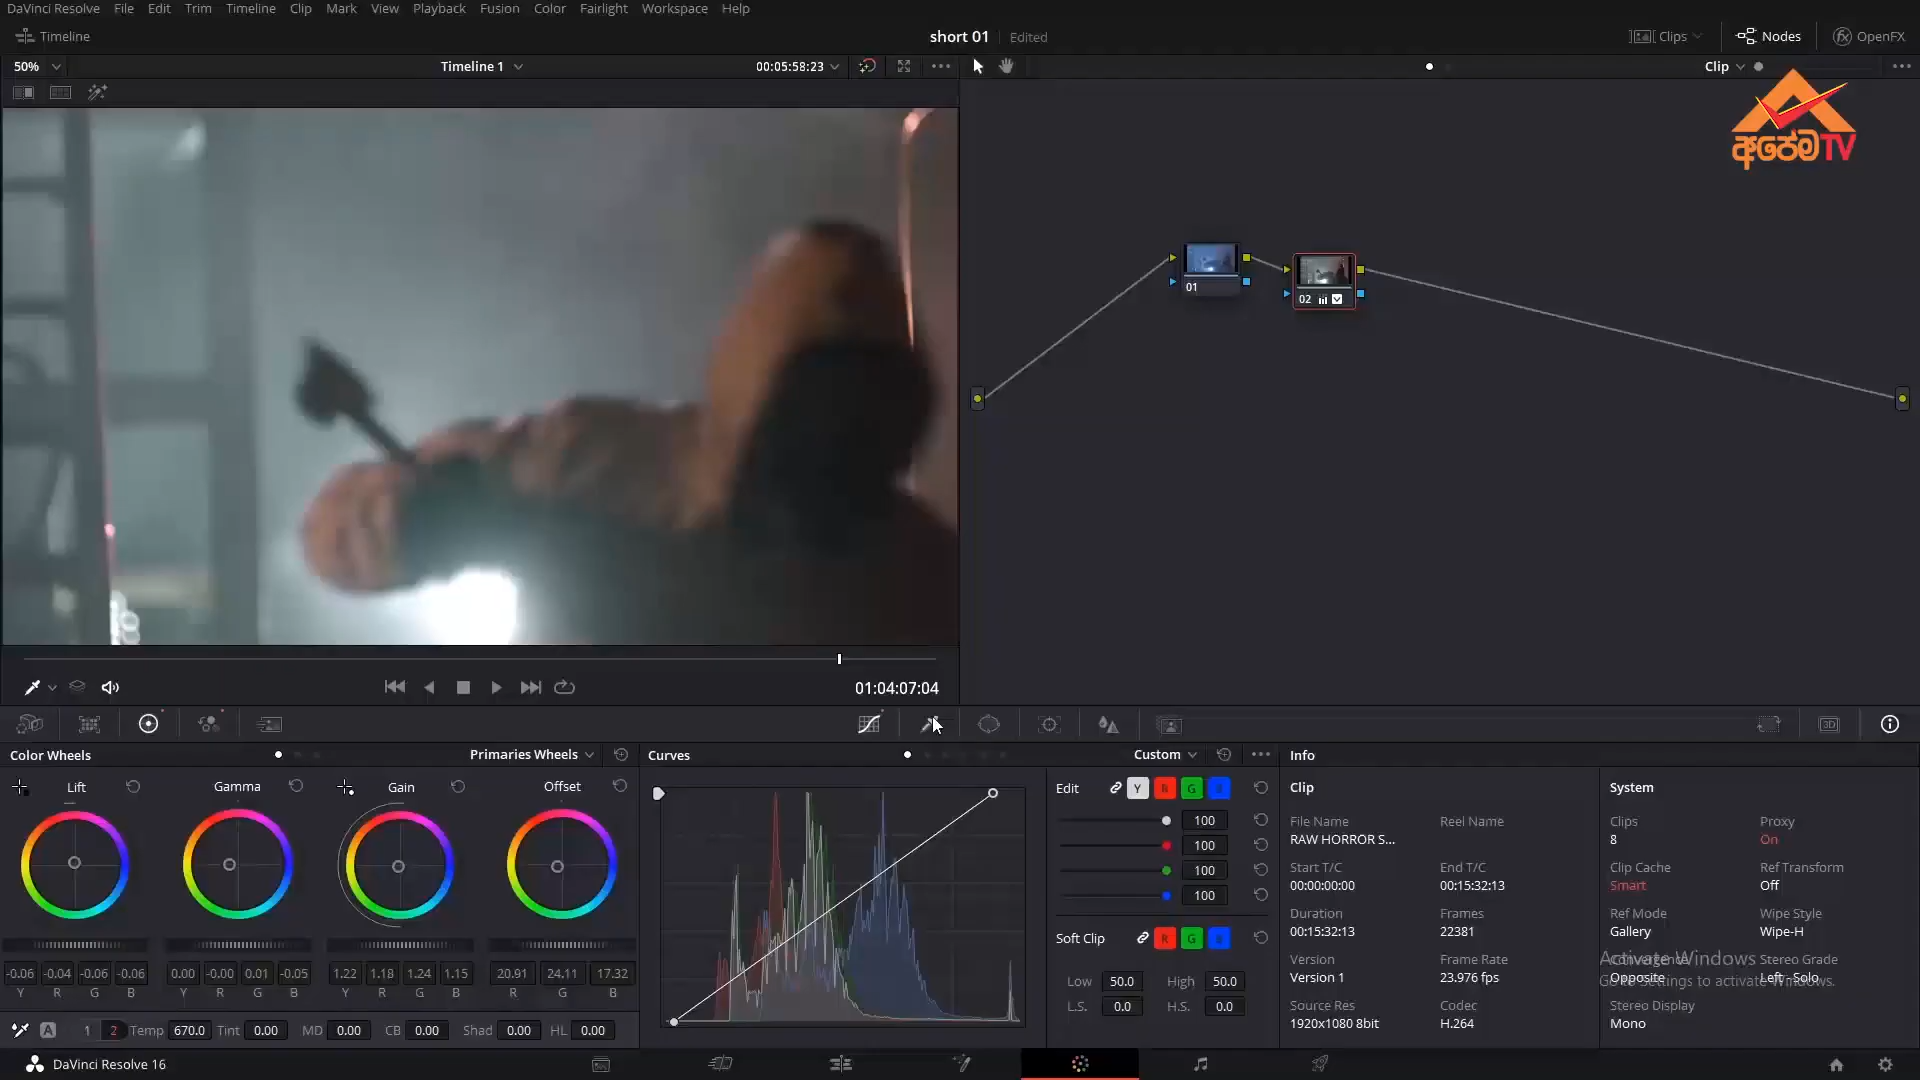 DaVinci Resolve File Edit Trim Timeline Clip Mark View Playback Fusion Color Fairlight Workspace Help
Timeline short 01 Edited Clips Nodes OpenFX
50% Timeline 1 00:05:58:23 Clip
අපේම TV
01
02
01:04:07:04
3D
Color Wheels Primaries Wheels Curves Custom Info
Lift Gamma Gain Offset
Edit Y R G B Clip System
100
100
100
100
File Name Reel Name Clips Proxy
RAW HORROR S... 8 On
Start T/C End T/C Clip Cache Ref Transform
00:00:00:00 00:15:32:13 Smart Off
Duration Frames Ref Mode Wipe Style
00:15:32:13 22381 Gallery Wipe-H
Soft Clip R G B
Version Frame Rate Convergence Stereo Grade
Version 1 23.976 fps Opposite Left - Solo
Activate Windows
Go to Settings to activate Windows.
-0.06 -0.04 -0.06 -0.06 0.00 -0.00 0.01 -0.05 1.22 1.18 1.24 1.15 20.91 24.11 17.32
Y R G B Y R G B Y R G B R G B
Low 50.0 High 50.0
L.S. 0.0 H.S. 0.0
Source Res Codec Stereo Display
1920x1080 8bit H.264 Mono
A 1 2 Temp 670.0 Tint 0.00 MD 0.00 CB 0.00 Shad 0.00 HL 0.00
DaVinci Resolve 16